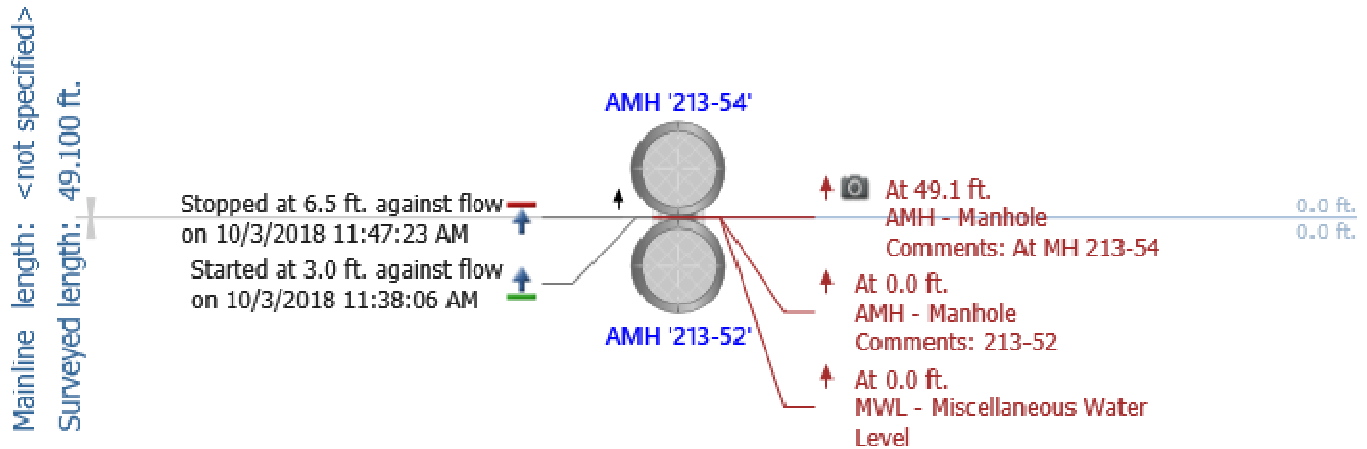 Mainline length: <not specified>
Surveyed length: 49.100 ft.
AMH '213-54'
Stopped at 6.5 ft. against flow
on 10/3/2018 11:47:23 AM
Started at 3.0 ft. against flow
on 10/3/2018 11:38:06 AM
AMH '213-52'
At 49.1 ft.
AMH - Manhole
Comments: At MH 213-54
At 0.0 ft.
AMH - Manhole
Comments: 213-52
At 0.0 ft.
MWL - Miscellaneous Water
Level
0.0 ft.
0.0 ft.